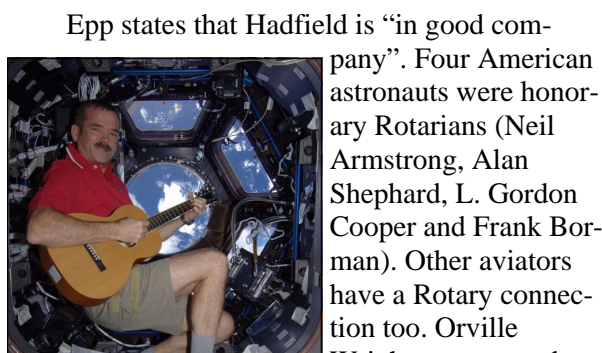 Epp states that Hadfield is “in good com-
pany”. Four American
astronauts were honor-
ary Rotarians (Neil
Armstrong, Alan
Shephard, L. Gordon
Cooper and Frank Bor-
man). Other aviators
have a Rotary connec-
tion too. Orville